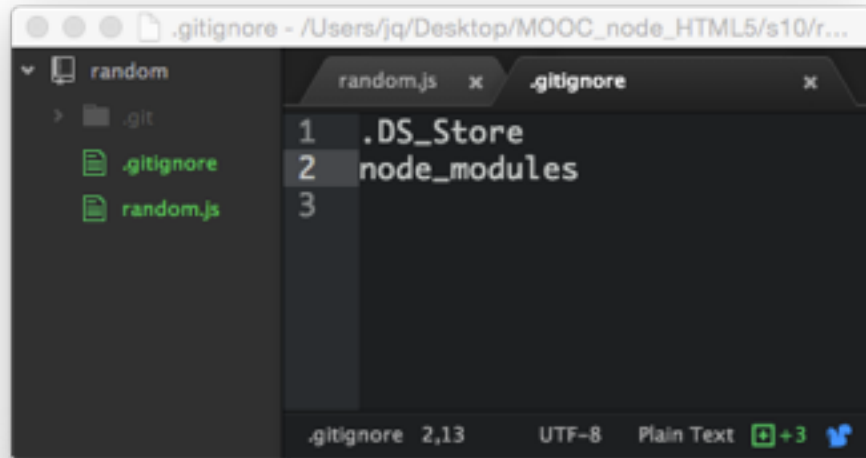 .gitignore - /Users/jq/Desktop/MOOC_node_HTML5/s10/r...
random
.git
.gitignore
random.js
random.js x .gitignore x
1 .DS_Store
2 node_modules
3
.gitignore 2,13 UTF-8 Plain Text +3